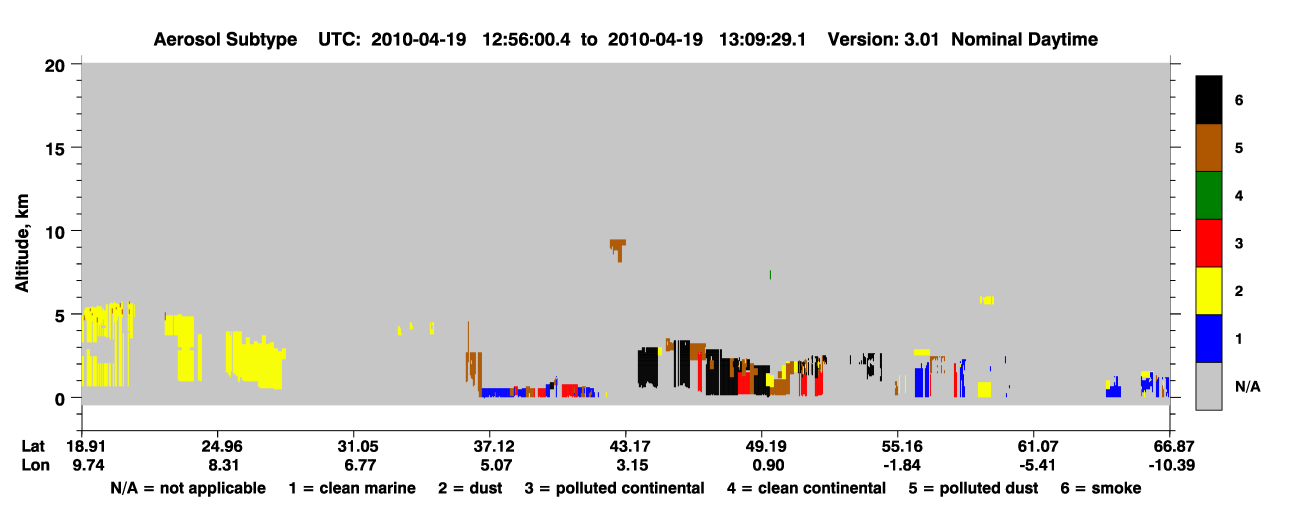 Aerosol Subtype UTC: 2010-04-19 12:56:00.4 to 2010-04-19 13:09:29.1 Version: 3.01 Nominal Daytime
Altitude, km
20
15
10
5
0
6
5
4
3
2
1
N/A
Lat 18.91 24.96 31.05 37.12 43.17 49.19 55.16 61.07 66.87
Lon 9.74 8.31 6.77 5.07 3.15 0.90 -1.84 -5.41 -10.39
N/A = not applicable 1 = clean marine 2 = dust 3 = polluted continental 4 = clean continental 5 = polluted dust 6 = smoke